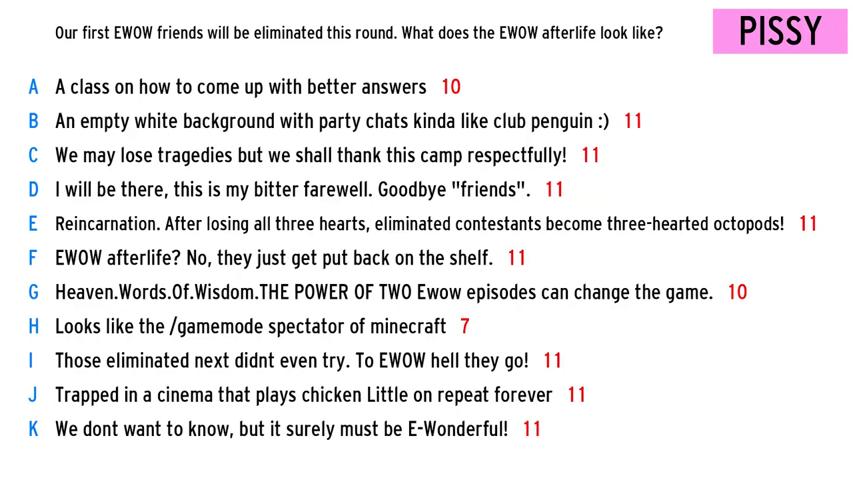 Our first EWOW friends will be eliminated this round. What does the EWOW afterlife look like?
PISSY
A A class on how to come up with better answers 10
B An empty white background with party chats kinda like club penguin :) 11
C We may lose tragedies but we shall thank this camp respectfully! 11
D I will be there, this is my bitter farewell. Goodbye "friends". 11
E Reincarnation. After losing all three hearts, eliminated contestants become three-hearted octopods! 11
F EWOW afterlife? No, they just get put back on the shelf. 11
G Heaven.Words.Of.Wisdom.THE POWER OF TWO Ewow episodes can change the game. 10
H Looks like the /gamemode spectator of minecraft 7
I Those eliminated next didnt even try. To EWOW hell they go! 11
J Trapped in a cinema that plays chicken Little on repeat forever 11
K We dont want to know, but it surely must be E-Wonderful! 11